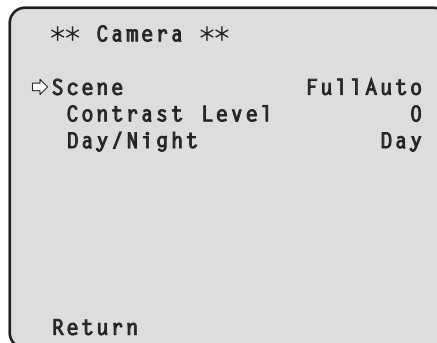 ** Camera **
⇨Scene FullAuto
Contrast Level 0
Day/Night Day
Return